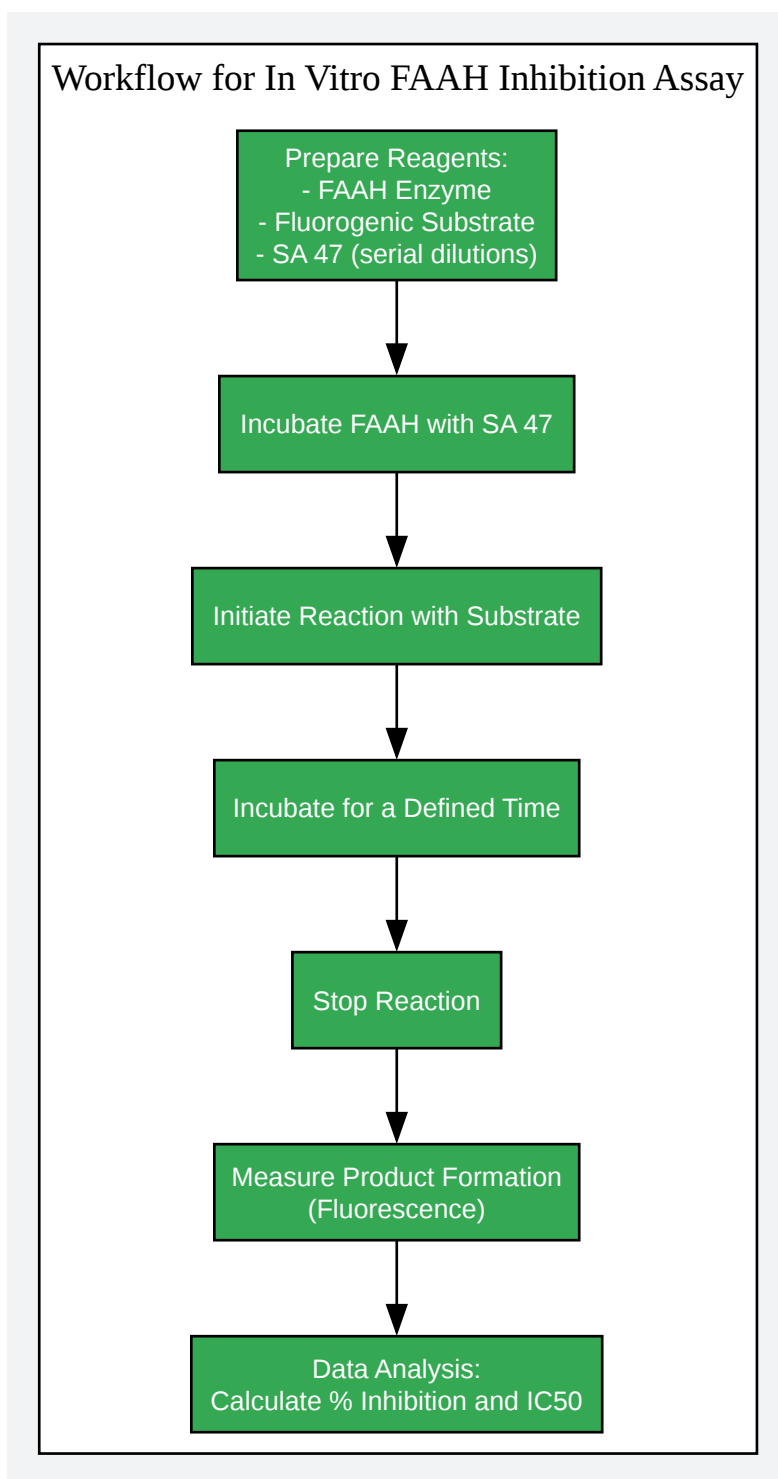 Workflow for In Vitro FAAH Inhibition Assay
Prepare Reagents:
- FAAH Enzyme
- Fluorogenic Substrate
- SA 47 (serial dilutions)
Incubate FAAH with SA 47
Initiate Reaction with Substrate
Incubate for a Defined Time
Stop Reaction
Measure Product Formation
(Fluorescence)
Data Analysis:
Calculate % Inhibition and IC50